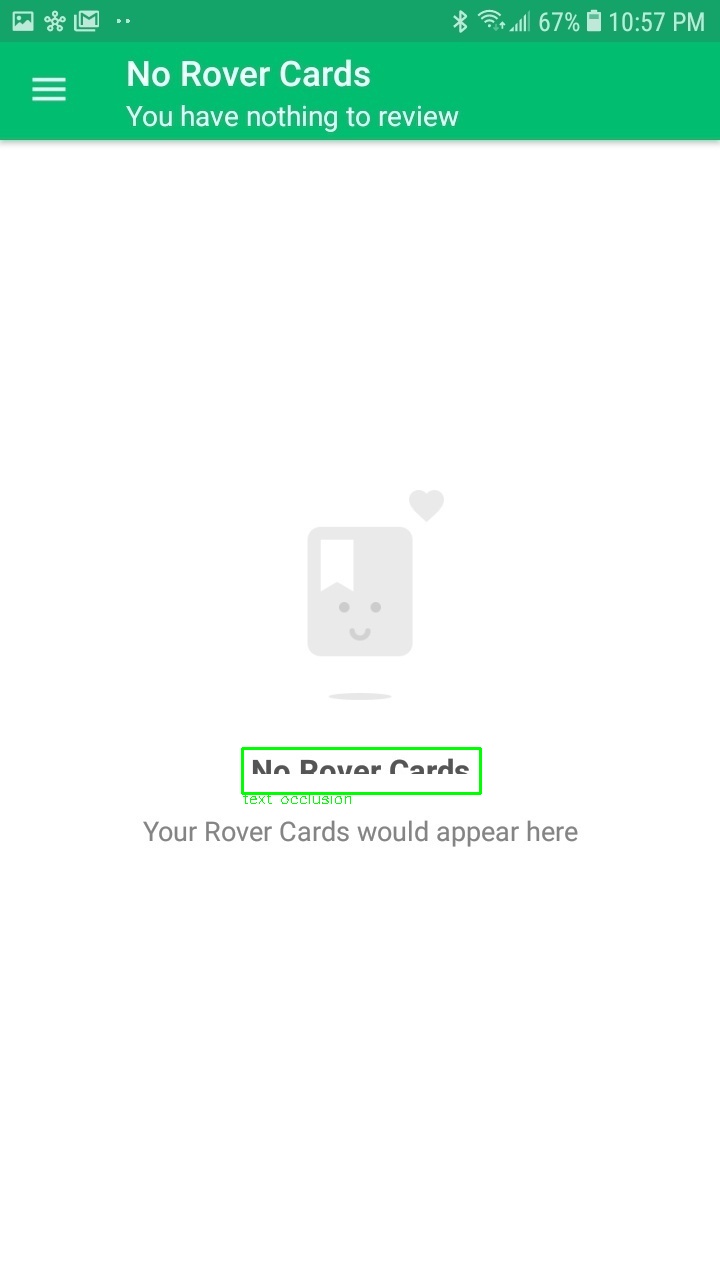 67% 10:57 PM
No Rover Cards
You have nothing to review
No Rover Cards
text occlusion
Your Rover Cards would appear here